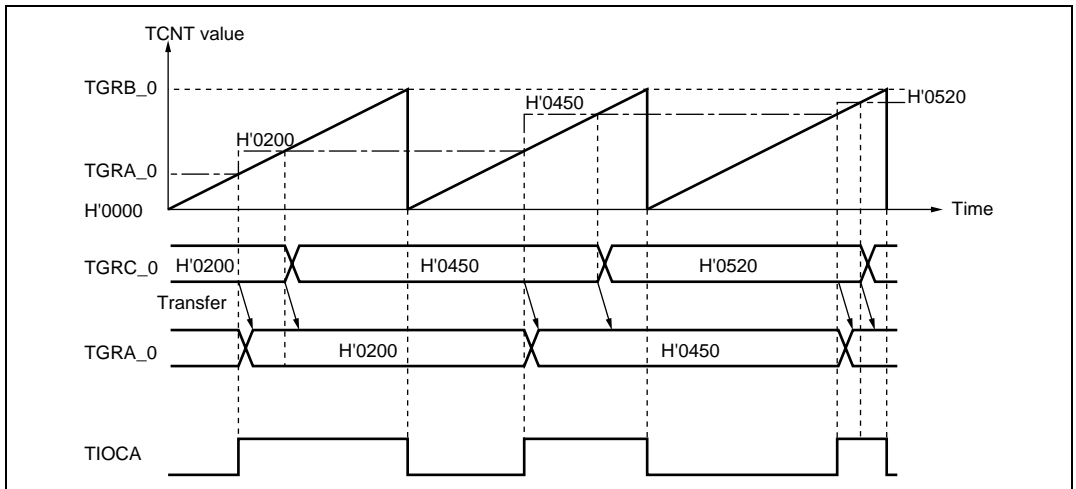 TCNT value
TGRB_0
H'0520
H'0450
H'0200
TGRA_0
H'0000
Time
TGRC_0
H'0200
H'0450
H'0520
Transfer
TGRA_0
H'0200
H'0450
TIOCA